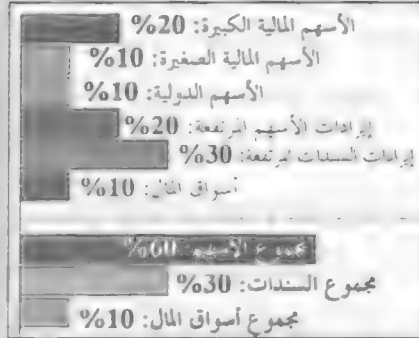 الأسهم المالية الكبيرة: 20%
الأسهم المالية الصغيرة: 10%
الأسهم الدولية: 10%
إيرادات الأسهم المرتفعة: 20%
إيرادات السندات المرتفعة: 30%
أسواق المال: 10%
مجموع الأسهم: 60%
مجموع السندات: 30%
مجموع أسواق المال: 10%